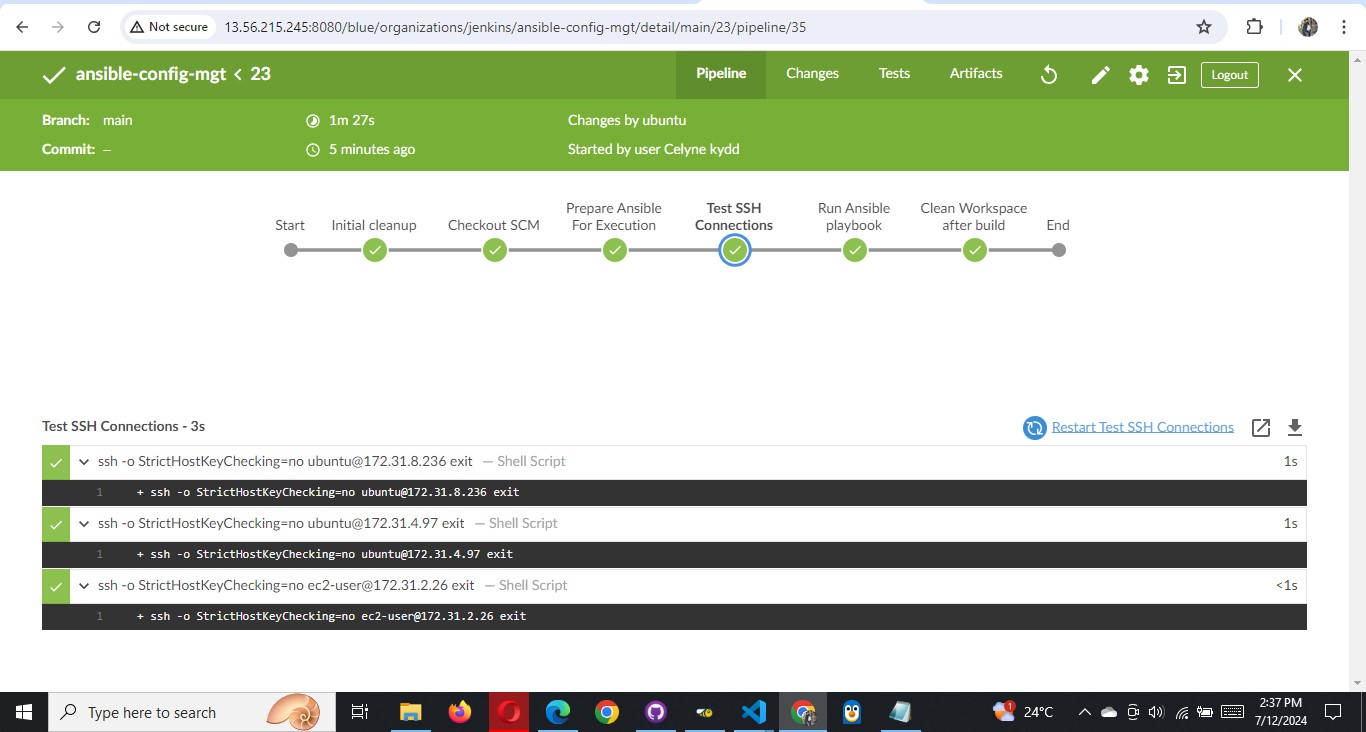 Not secure 13.56.215.245:8080/blue/organizations/jenkins/ansible-config-mgt/detail/main/23/pipeline/35
ansible-config-mgt < 23 Pipeline Changes Tests Artifacts Logout
Branch: main 1m 27s Changes by ubuntu
Commit: – 5 minutes ago Started by user Celyne kydd
Start Initial cleanup Checkout SCM Prepare Ansible For Execution Test SSH Connections Run Ansible playbook Clean Workspace after build End
Test SSH Connections - 3s Restart Test SSH Connections
ssh -o StrictHostKeyChecking=no ubuntu@172.31.8.236 exit — Shell Script 1s
1 + ssh -o StrictHostKeyChecking=no ubuntu@172.31.8.236 exit
ssh -o StrictHostKeyChecking=no ubuntu@172.31.4.97 exit — Shell Script 1s
1 + ssh -o StrictHostKeyChecking=no ubuntu@172.31.4.97 exit
ssh -o StrictHostKeyChecking=no ec2-user@172.31.2.26 exit — Shell Script <1s
1 + ssh -o StrictHostKeyChecking=no ec2-user@172.31.2.26 exit
Type here to search 1 24°C 2:37 PM
7/12/2024